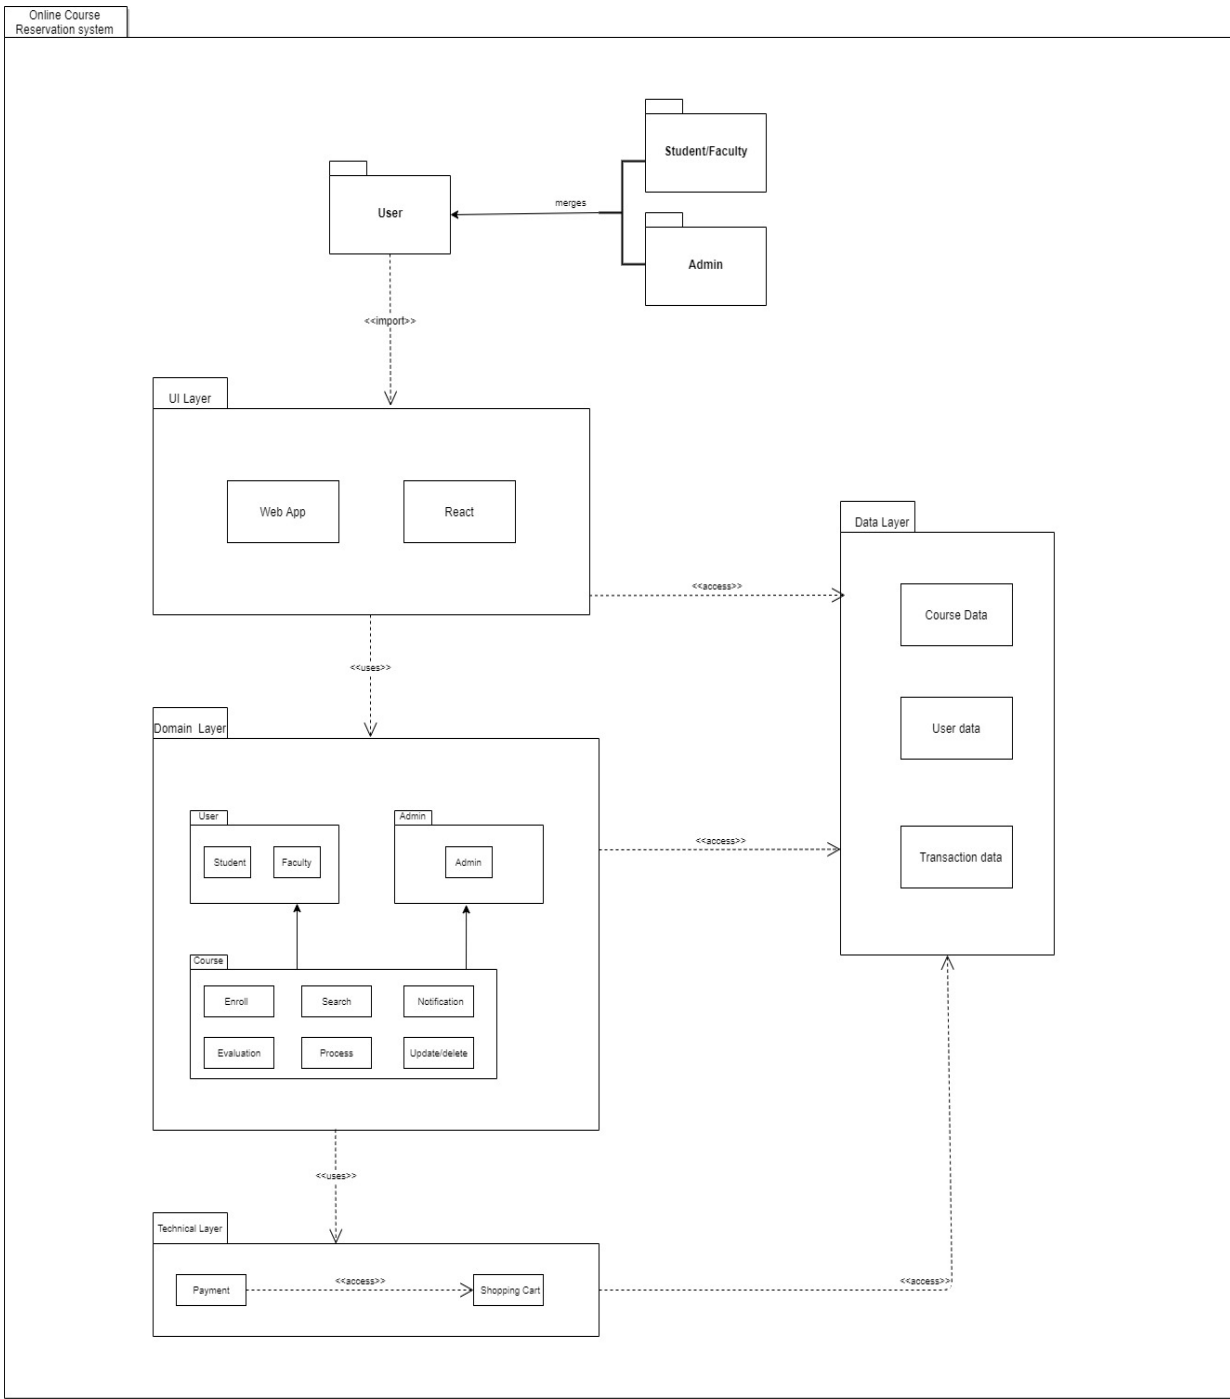 Online Course
Reservation system
Student/Faculty
merges
User
Admin
<<import>>
UI Layer
Web App
React
Data Layer
<<access>>
Course Data
<<uses>>
User data
Domain Layer
User
Admin
Student
Faculty
Admin
<<access>>
Transaction data
Course
Enroll
Search
Notification
Evaluation
Process
Update/delete
<<uses>>
Technical Layer
Payment
<<access>>
Shopping Cart
<<access>>